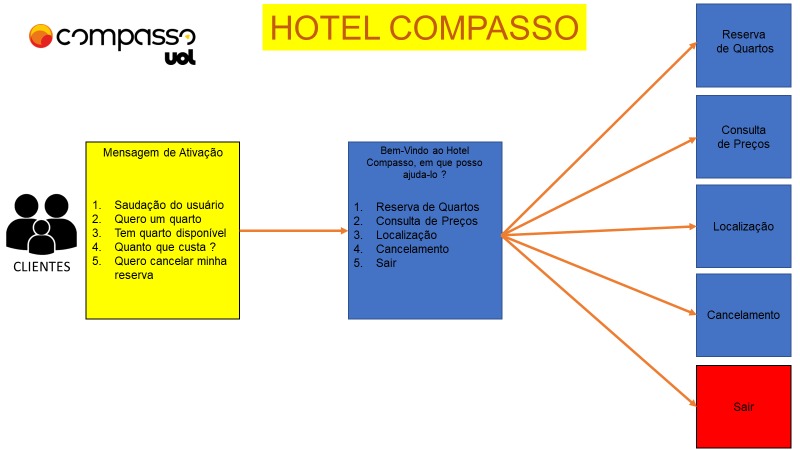 compasso
uol
HOTEL COMPASSO
CLIENTES
Mensagem de Ativação
1. Saudação do usuário
2. Quero um quarto
3. Tem quarto disponível
4. Quanto que custa ?
5. Quero cancelar minha
reserva
Bem-Vindo ao Hotel
Compasso, em que posso
ajuda-lo ?
1. Reserva de Quartos
2. Consulta de Preços
3. Localização
4. Cancelamento
5. Sair
Reserva
de Quartos
Consulta
de Preços
Localização
Cancelamento
Sair